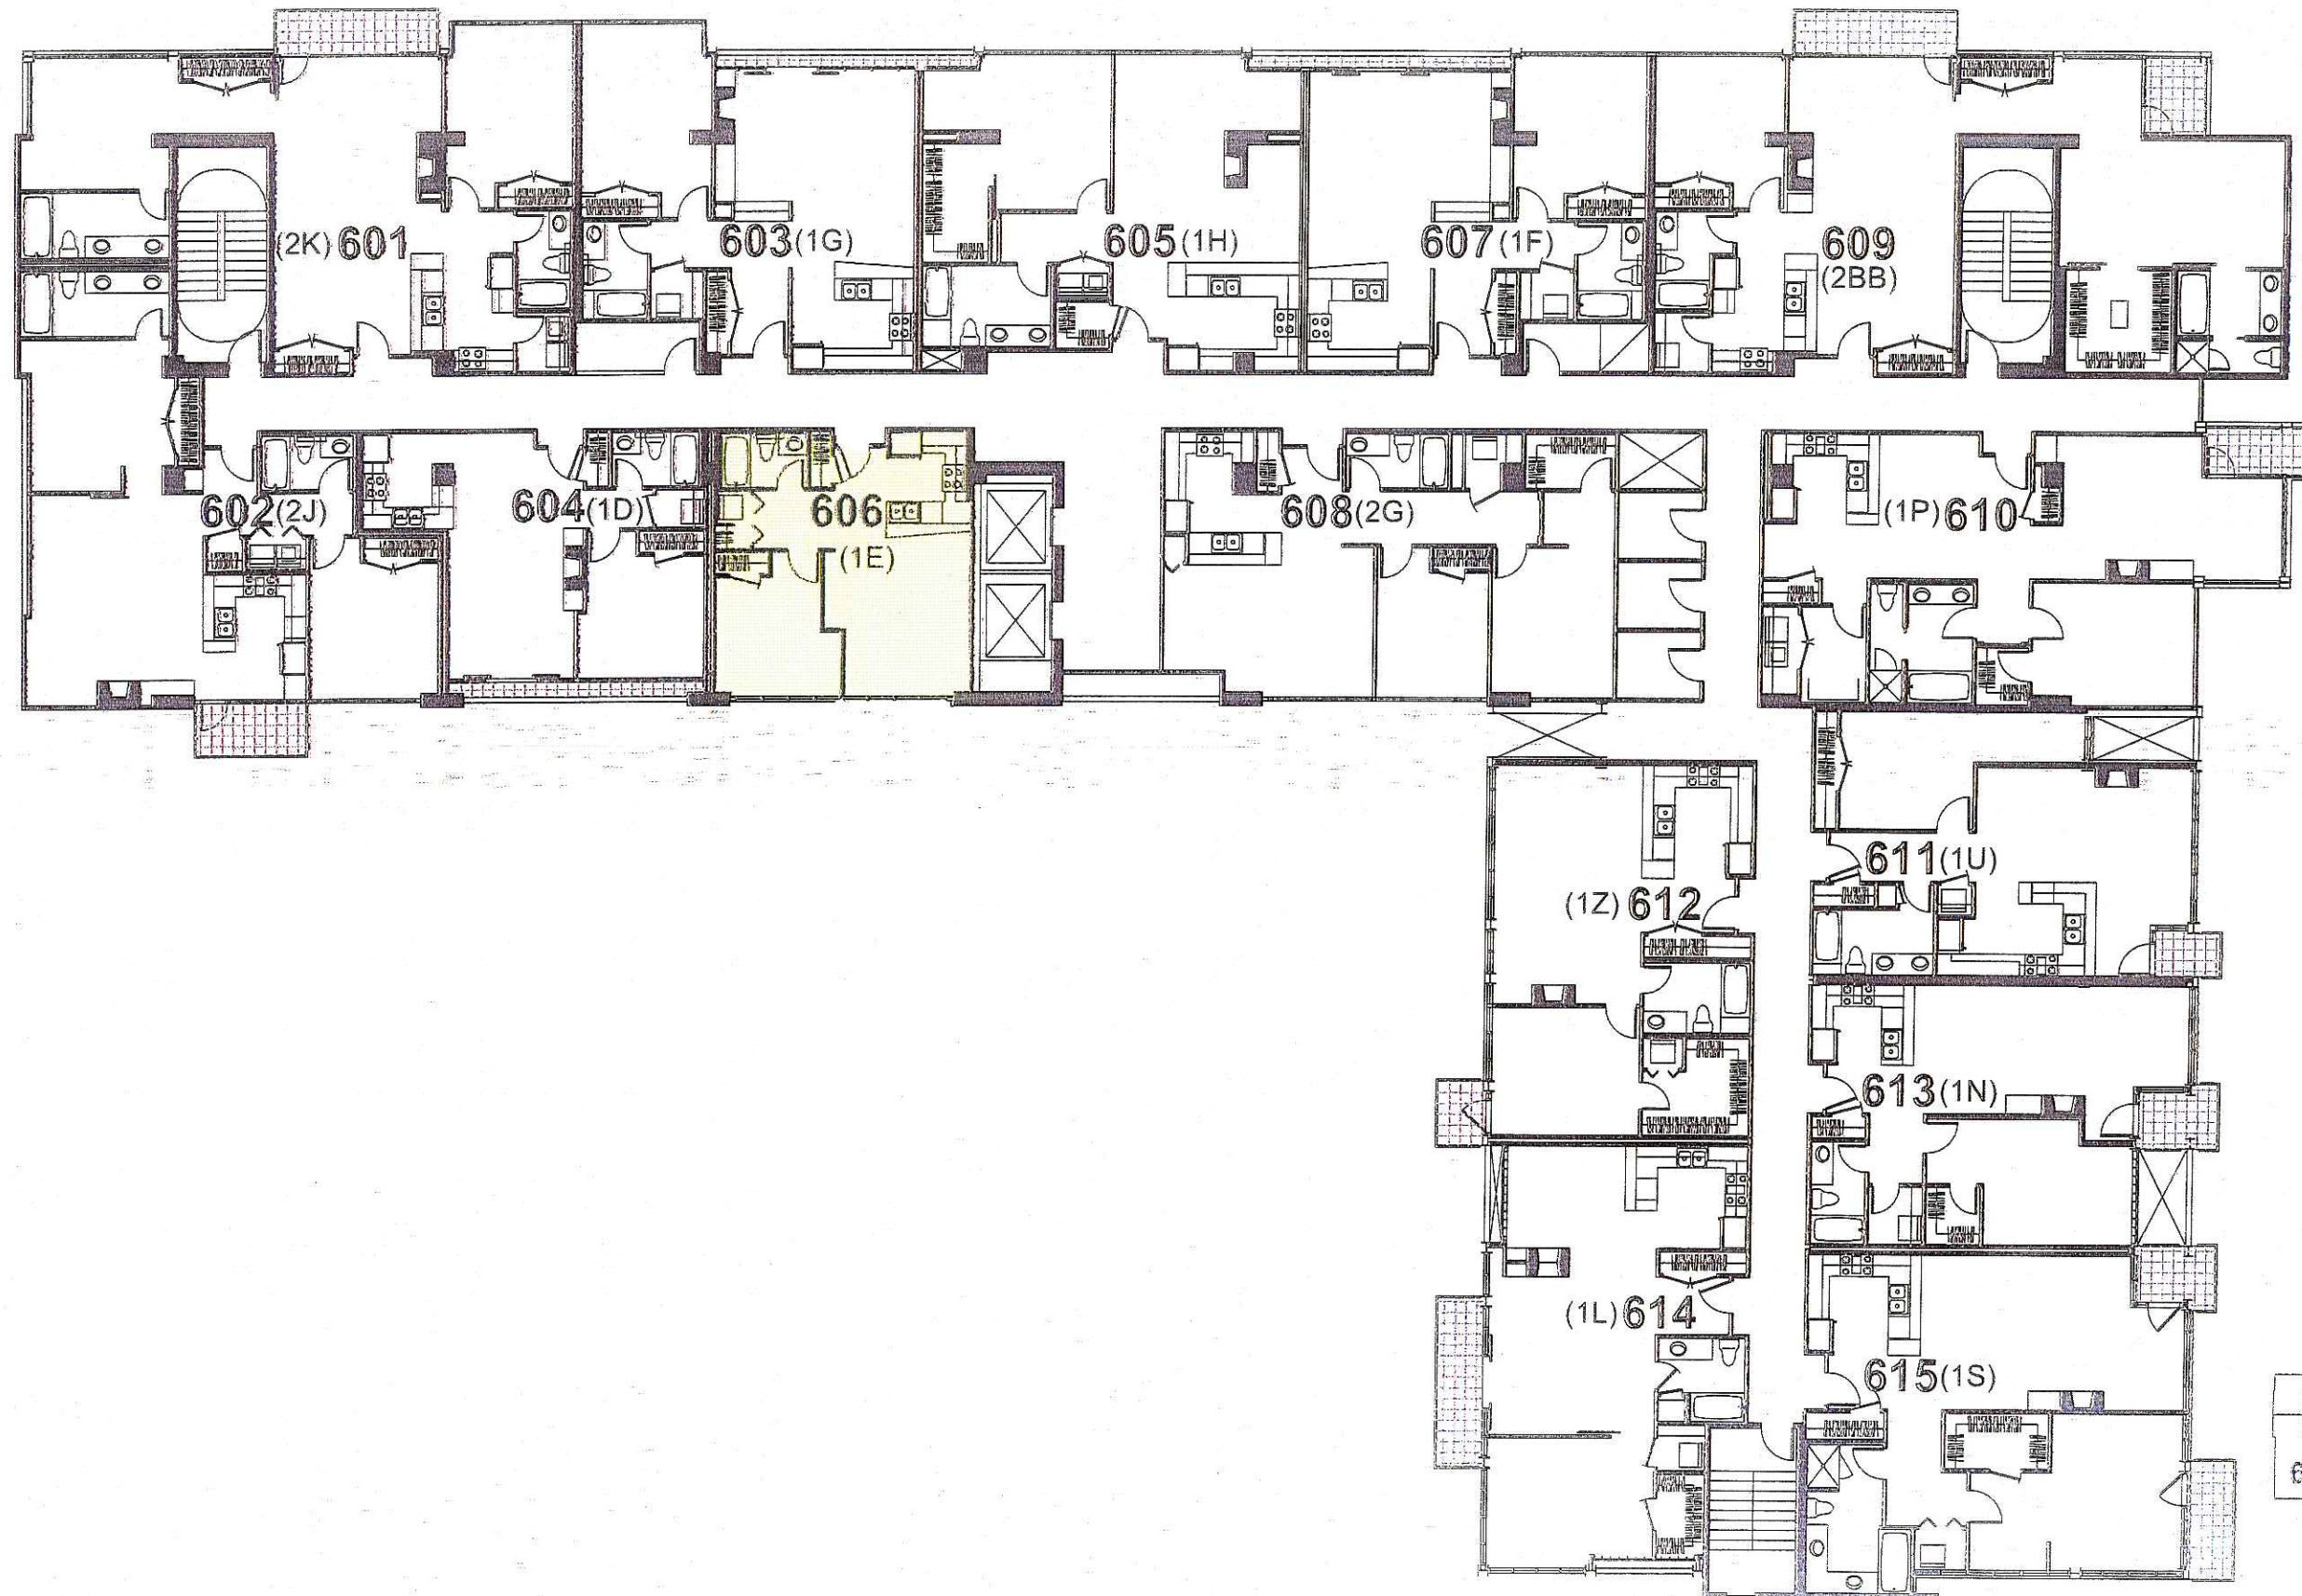 (2K) 601
603 (1G)
605 (1H)
607 (1F)
609
(2BB)
602 (2J)
604 (1D)
606
(1E)
608 (2G)
(1P) 610
611 (1U)
(1Z) 612
613 (1N)
(1L) 614
615 (1S)